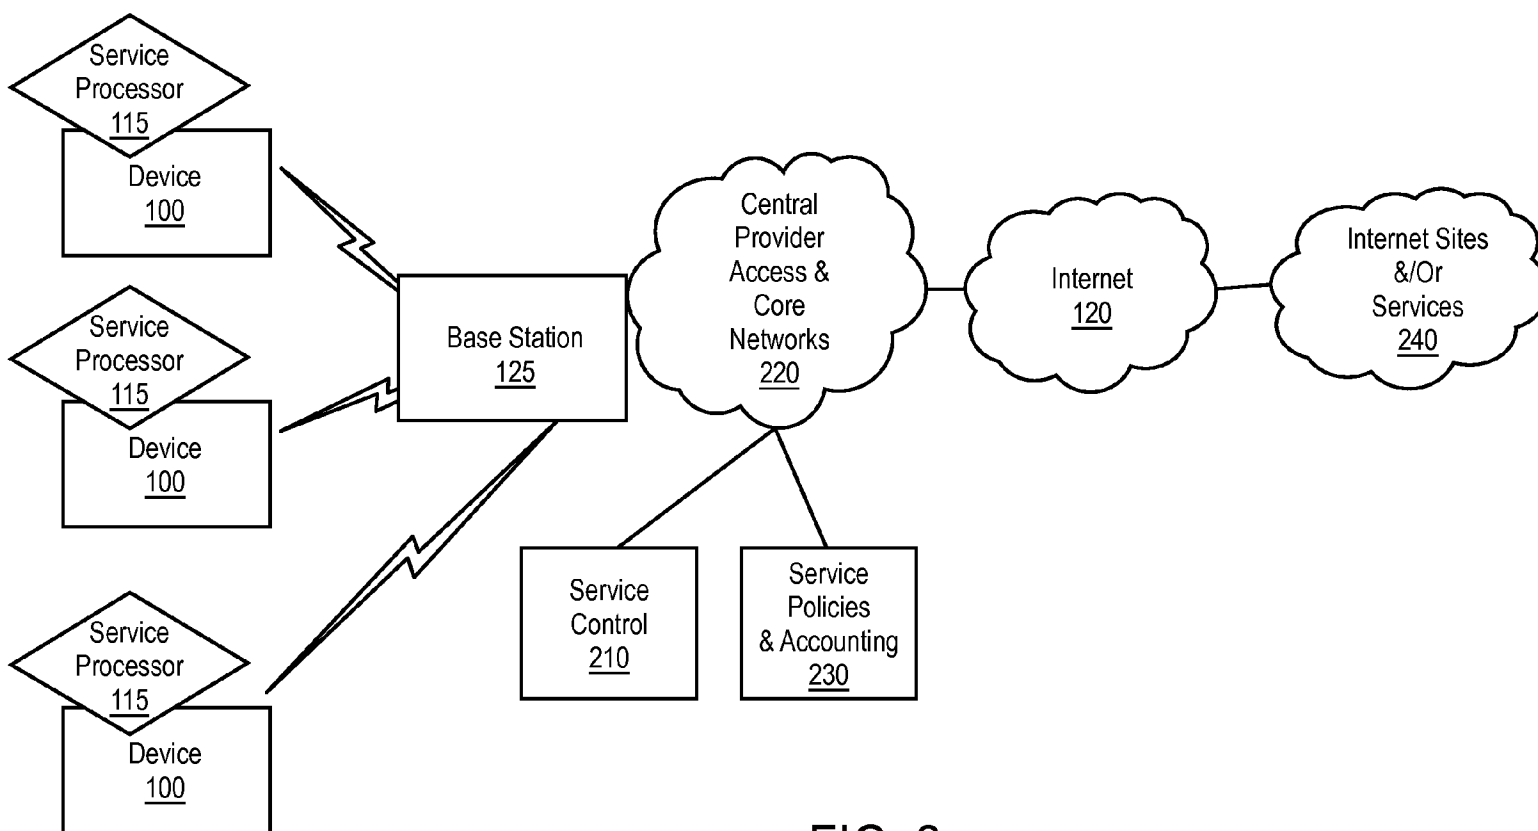 Service
Processor
115
Device
100
Service
Processor
115
Device
100
Service
Processor
115
Device
100
Base Station
125
Central
Provider
Access &
Core
Networks
220
Internet
120
Internet Sites
&/Or
Services
240
Service
Control
210
Service
Policies
& Accounting
230